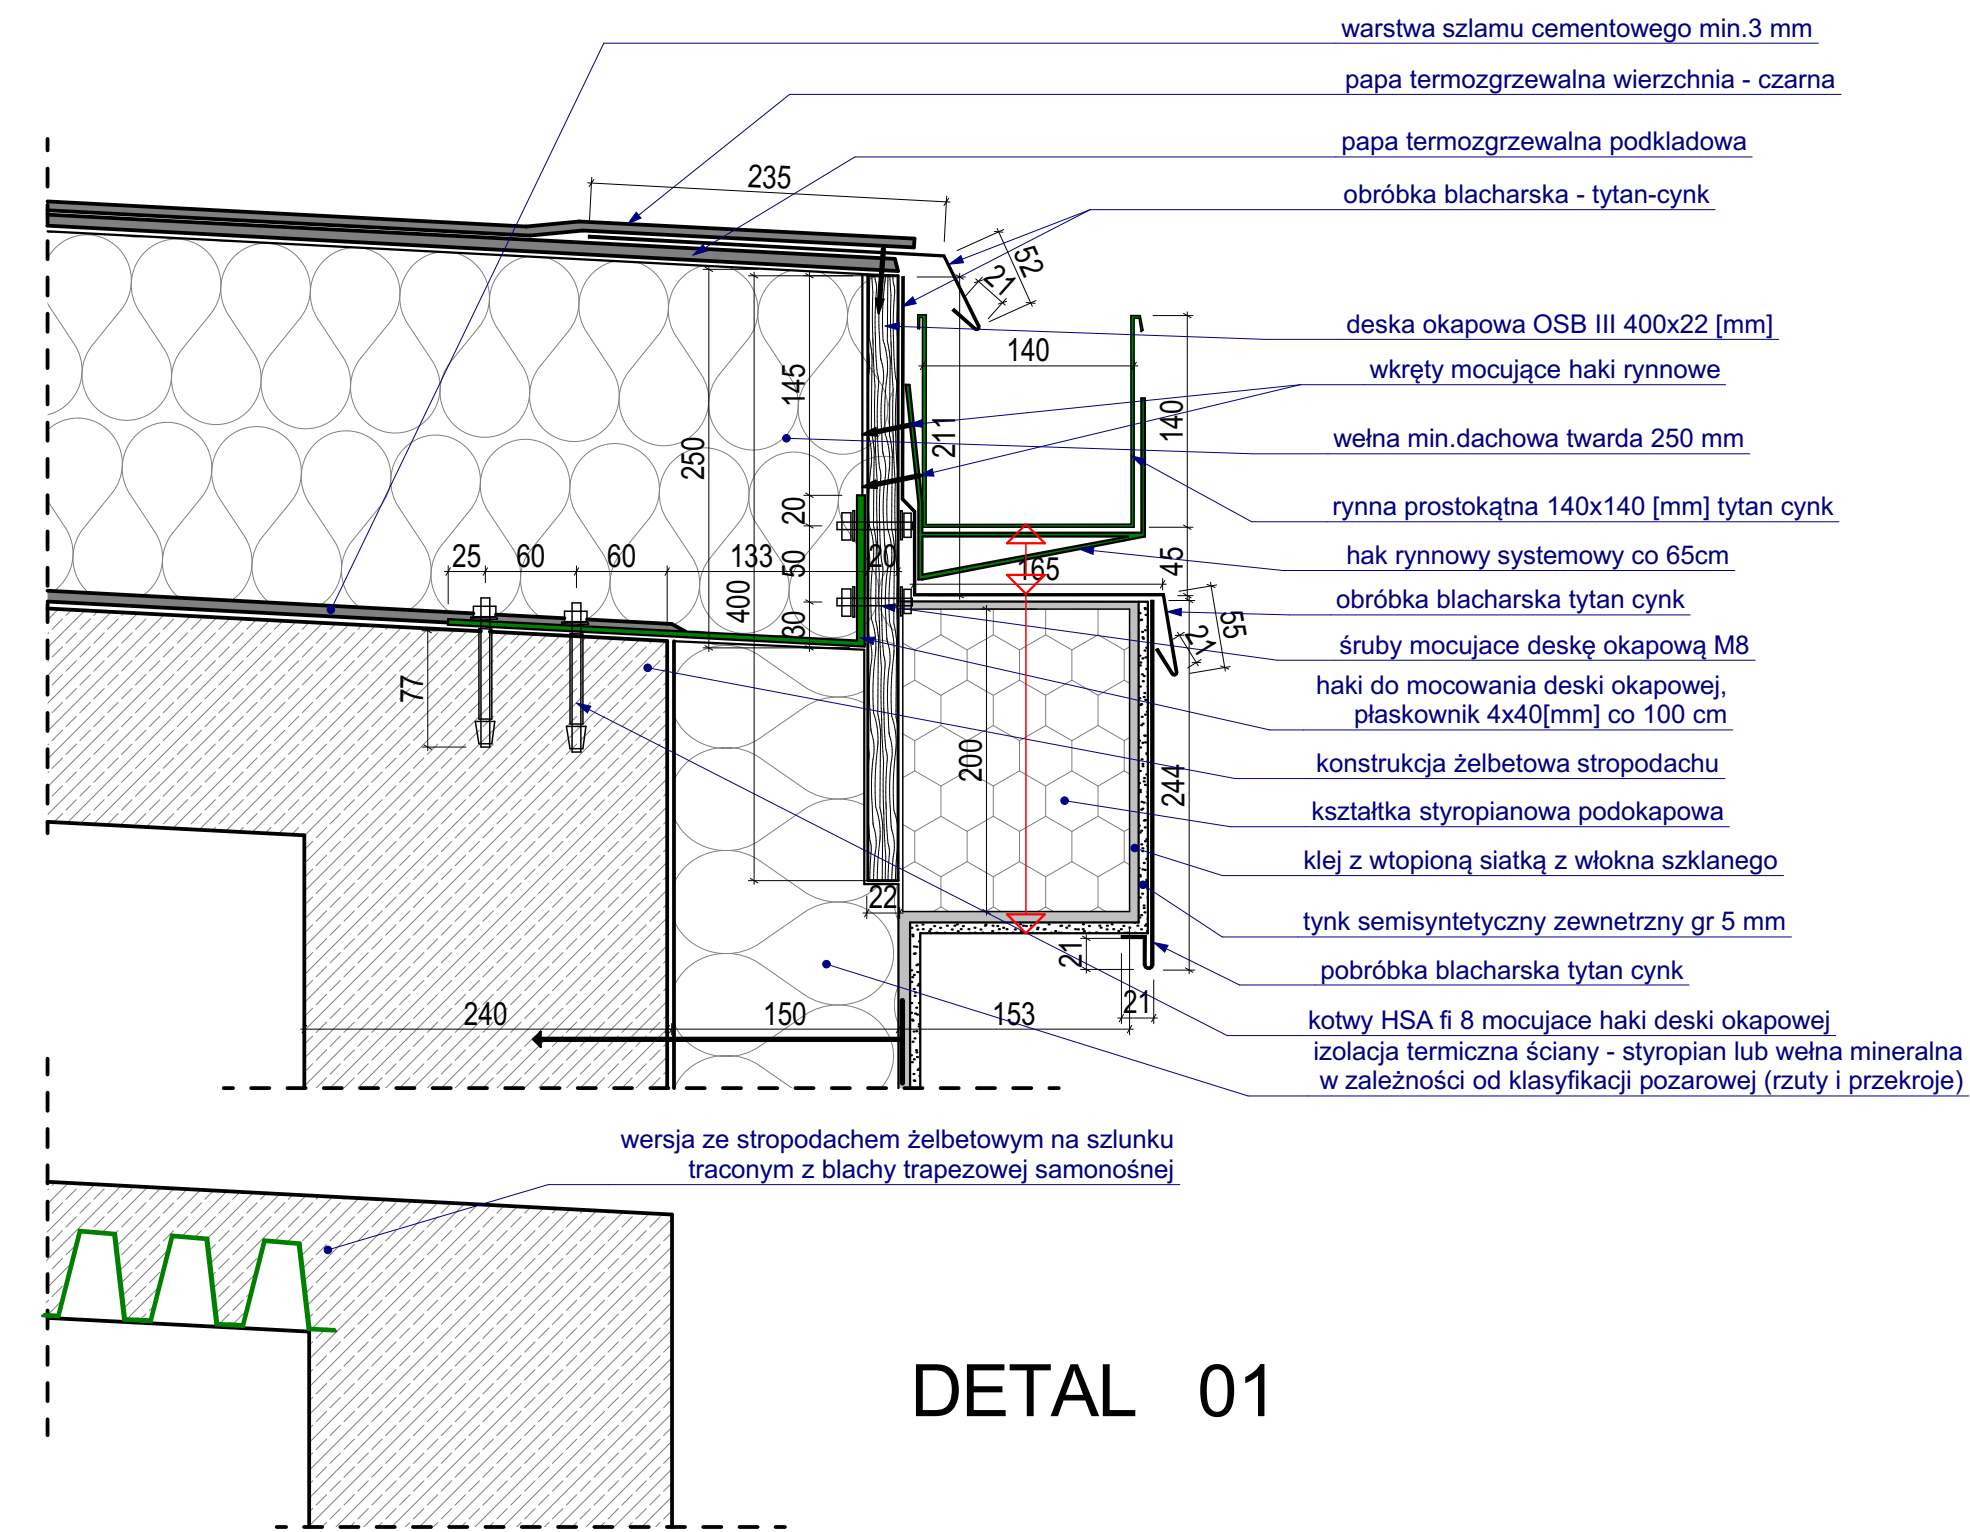 warstwa szlamu cementowego min.3 mm
papa termozgrzewalna wierzchnia - czarna
papa termozgrzewalna podkladowa
obróbka blacharska - tytan-cynk
235
52
21
deska okapowa OSB III 400x22 [mm]
140
wkręty mocujące haki rynnowe
145
211
140
250
wełna min.dachowa twarda 250 mm
20
rynna prostokątna 140x140 [mm] tytan cynk
25
60
60
133
50
20
165
45
hak rynnowy systemowy co 65cm
400
30
obróbka blacharska tytan cynk
55
21
śruby mocujace deskę okapową M8
77
haki do mocowania deski okapowej,
płaskownik 4x40[mm] co 100 cm
200
244
konstrukcja żelbetowa stropodachu
kształtka styropianowa podokapowa
klej z wtopioną siatką z włokna szklanego
22
tynk semisyntetyczny zewnetrzny gr 5 mm
21
pobróbka blacharska tytan cynk
21
240
150
153
kotwy HSA fi 8 mocujace haki deski okapowej
izolacja termiczna ściany - styropian lub wełna mineralna
w zależności od klasyfikacji pozarowej (rzuty i przekroje)
wersja ze stropodachem żelbetowym na szlunku
traconym z blachy trapezowej samonośnej
DETAL 01